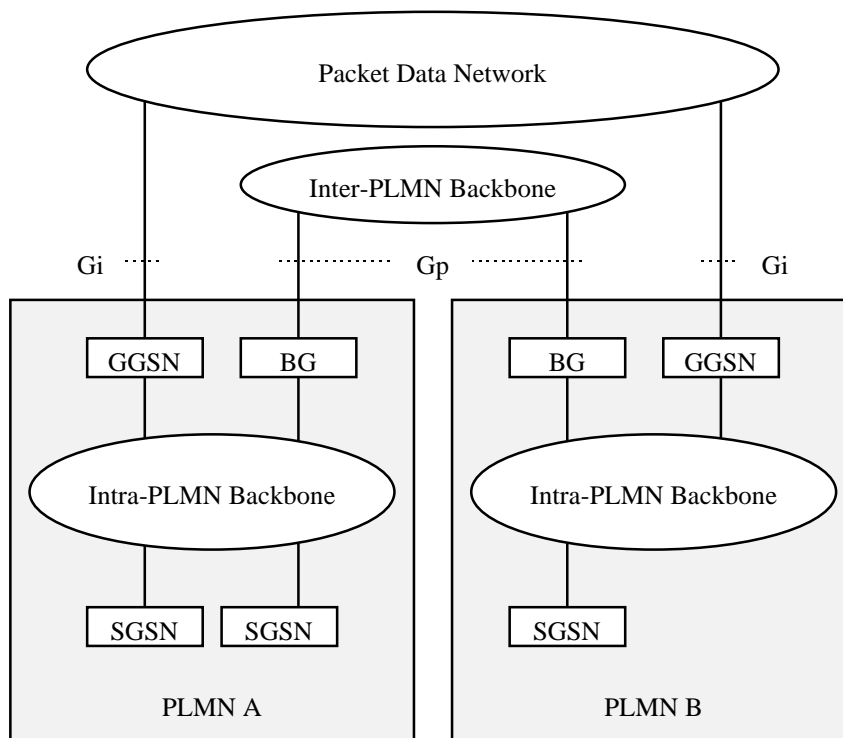 Packet Data Network
Inter-PLMN Backbone
Gi Gp Gi
GGSN BG BG GGSN
Intra-PLMN Backbone Intra-PLMN Backbone
SGSN SGSN SGSN
PLMN A PLMN B